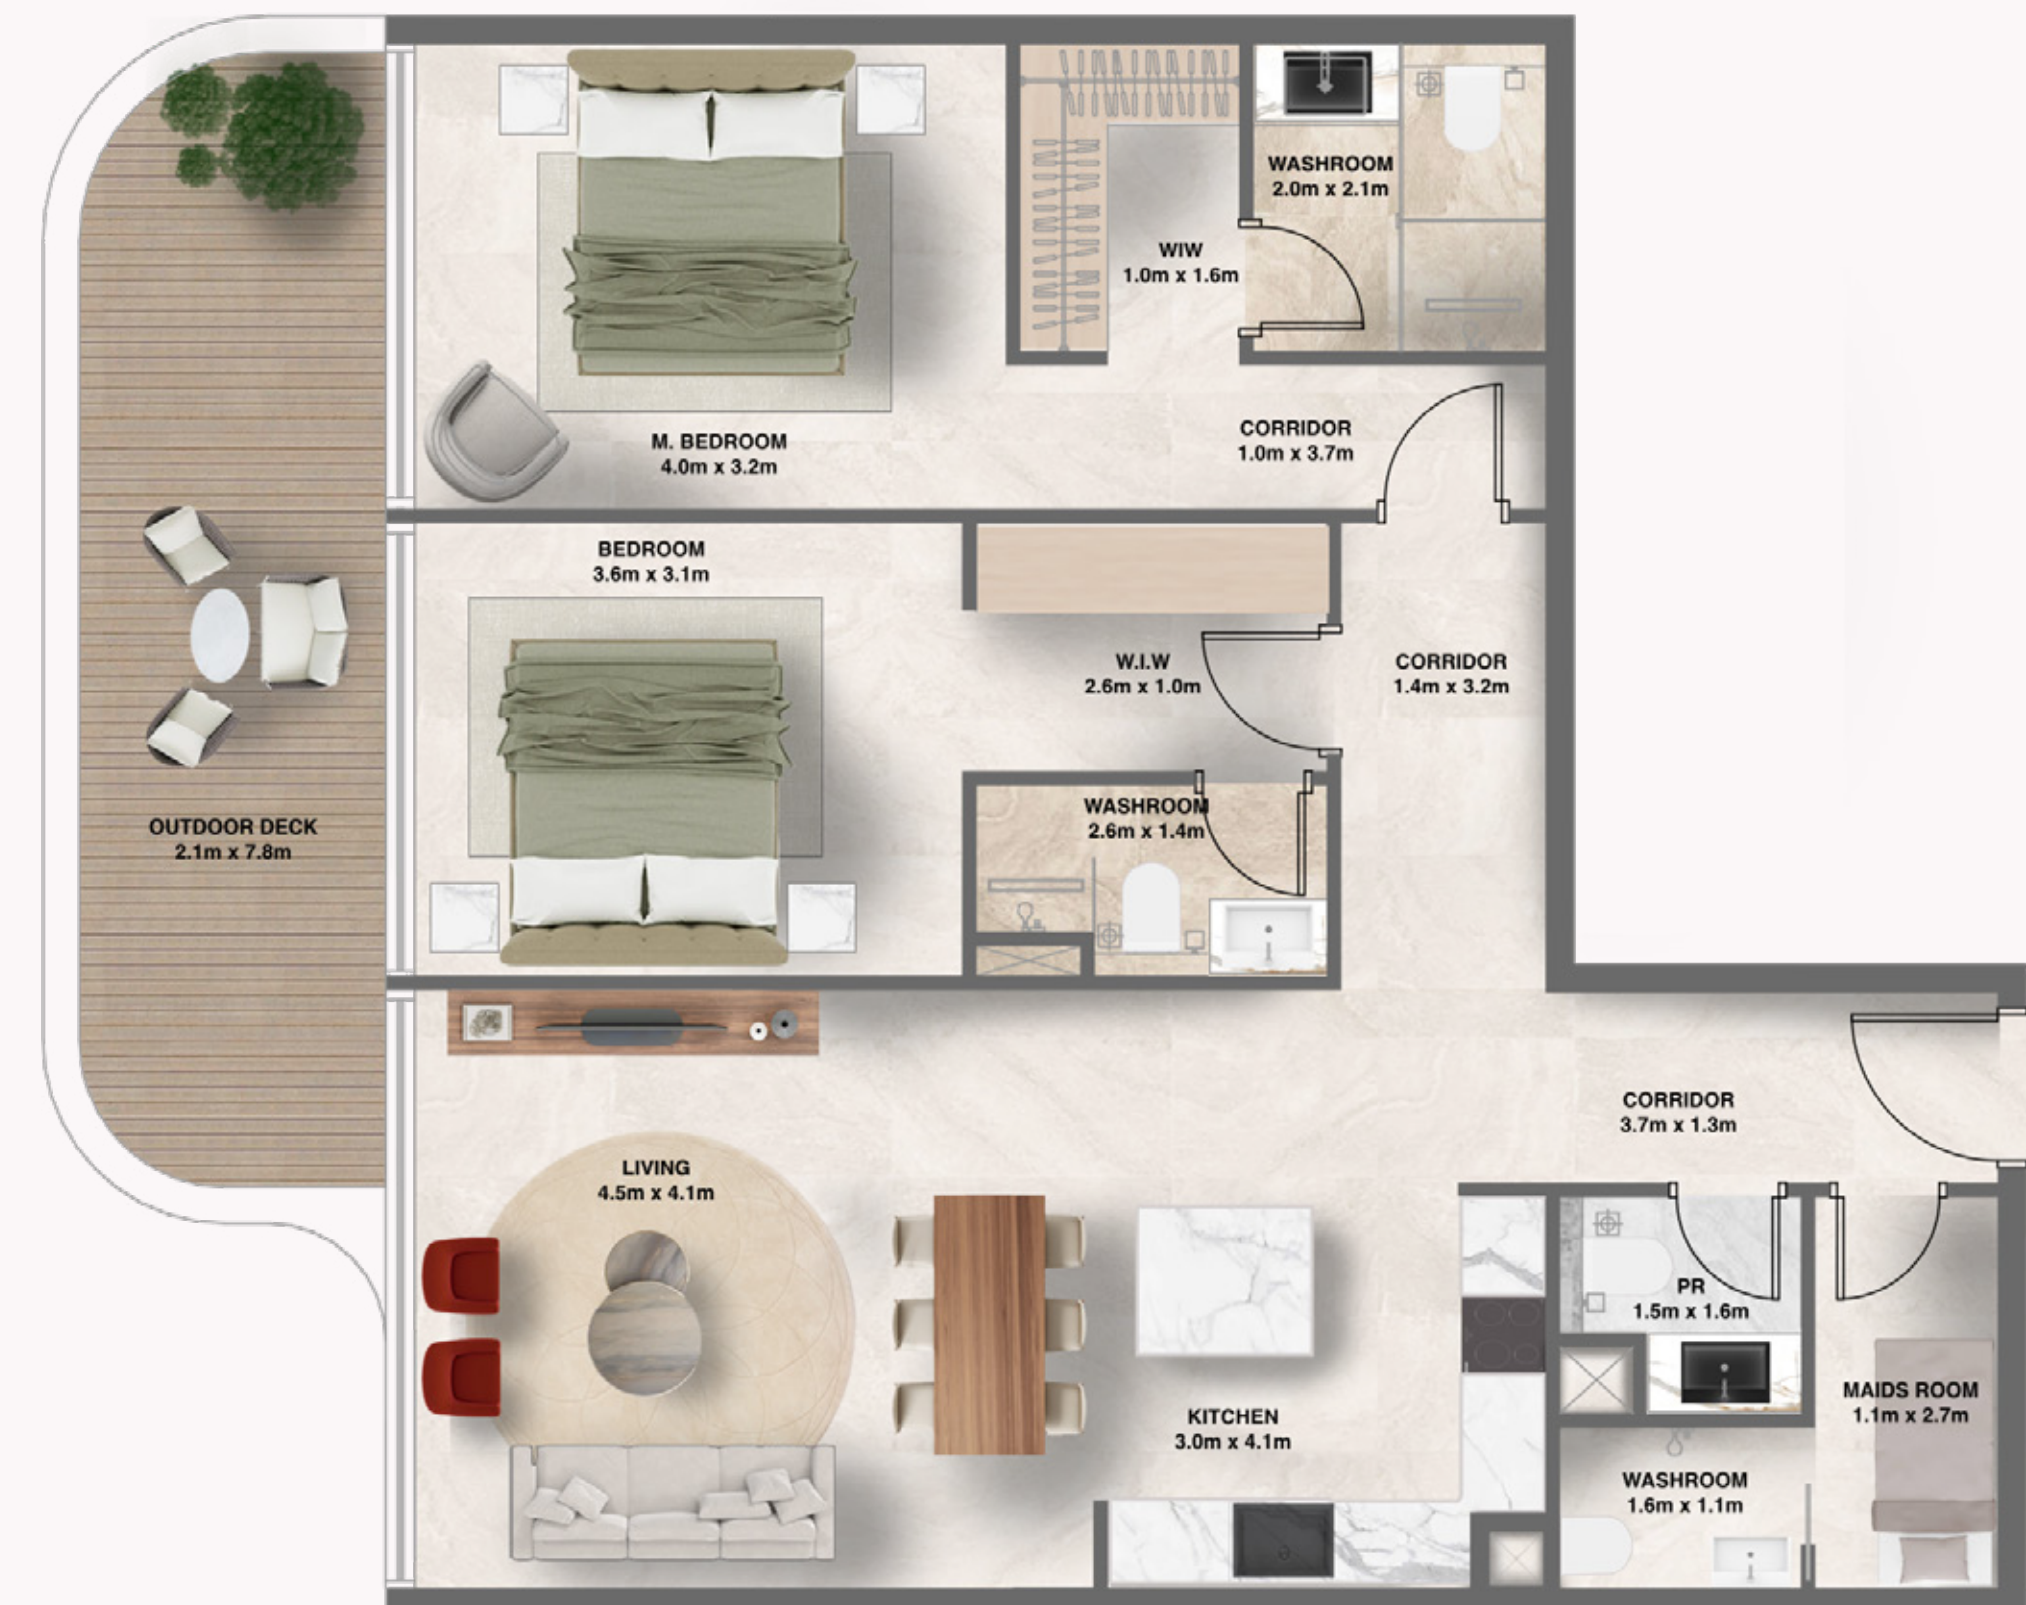 WASHROOM
2.0m x 2.1m
WIW
1.0m x 1.6m
M. BEDROOM
4.0m x 3.2m
CORRIDOR
1.0m x 3.7m
BEDROOM
3.6m x 3.1m
W.I.W
2.6m x 1.0m
CORRIDOR
1.4m x 3.2m
OUTDOOR DECK
2.1m x 7.8m
WASHROOM
2.6m x 1.4m
CORRIDOR
3.7m x 1.3m
LIVING
4.5m x 4.1m
PR
1.5m x 1.6m
KITCHEN
3.0m x 4.1m
MAIDS ROOM
1.1m x 2.7m
WASHROOM
1.6m x 1.1m